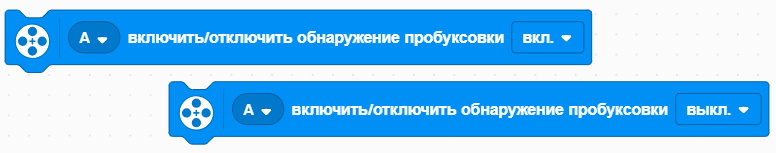 А включить/отключить обнаружение пробуксовки вкл.
А включить/отключить обнаружение пробуксовки выкл.